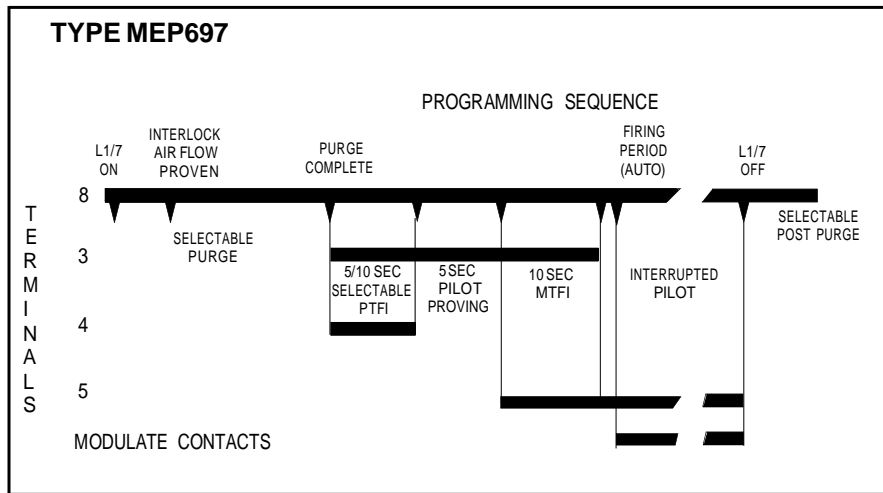 TYPE MEP697
PROGRAMMING SEQUENCE
L1/7
ON
INTERLOCK
AIR FLOW
PROVEN
PURGE
COMPLETE
FIRING
PERIOD
(AUTO)
L1/7
OFF
TERMINALS
8
SELECTABLE
PURGE
SELECTABLE
POST PURGE
3
5/10 SEC
SELECTABLE
PTFI
5 SEC
PILOT
PROVING
10 SEC
MTFI
INTERRUPTED
PILOT
4
5
MODULATE CONTACTS